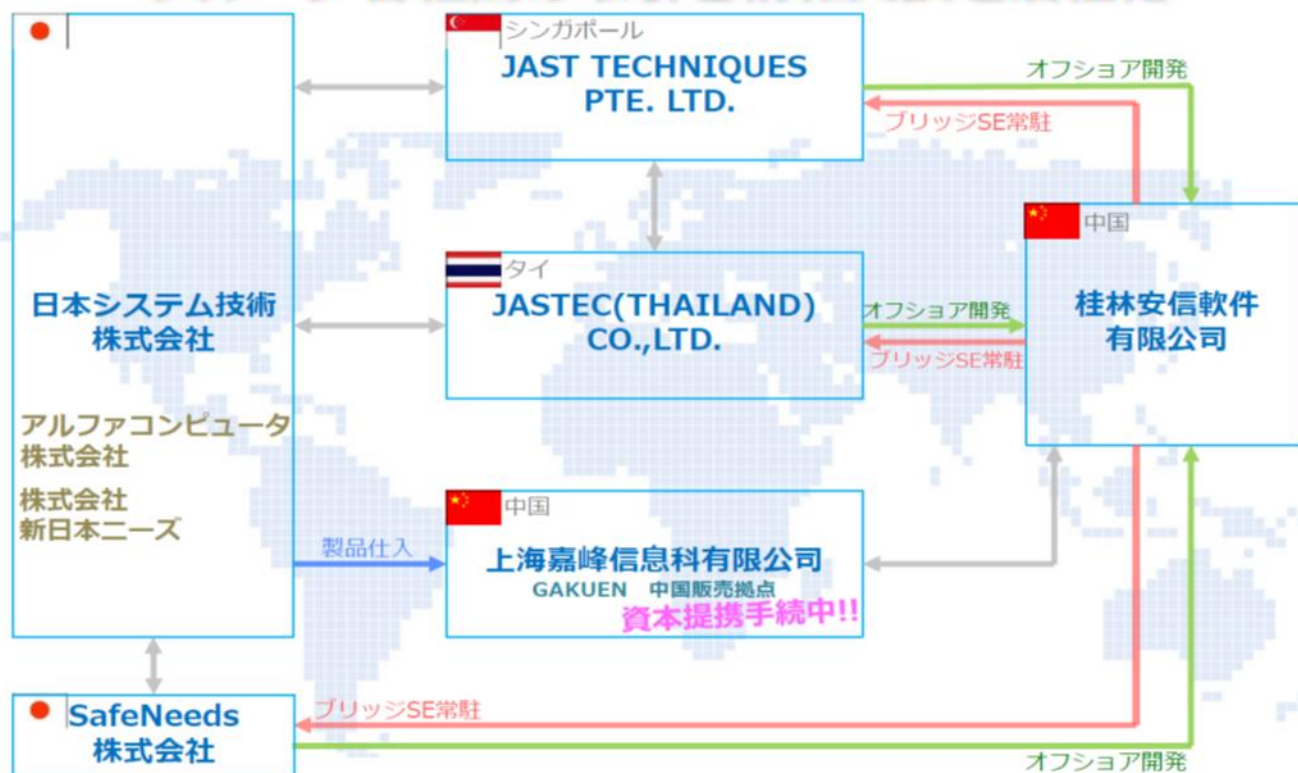 シンガポール
JAST TECHNIQUES
PTE. LTD.
オフショア開発
ブリッジSE常駐
中国
桂林安信軟件
有限公司
タイ
JASTEC(THAILAND)
CO.,LTD.
オフショア開発
ブリッジSE常駐
日本システム技術
株式会社
アルファコンピュータ
株式会社
株式会社
新日本ニーズ
製品仕入
中国
上海嘉峰信息科有限公司
GAKUEN 中国販売拠点
資本提携手続中!!
SafeNeeds
株式会社
ブリッジSE常駐
オフショア開発